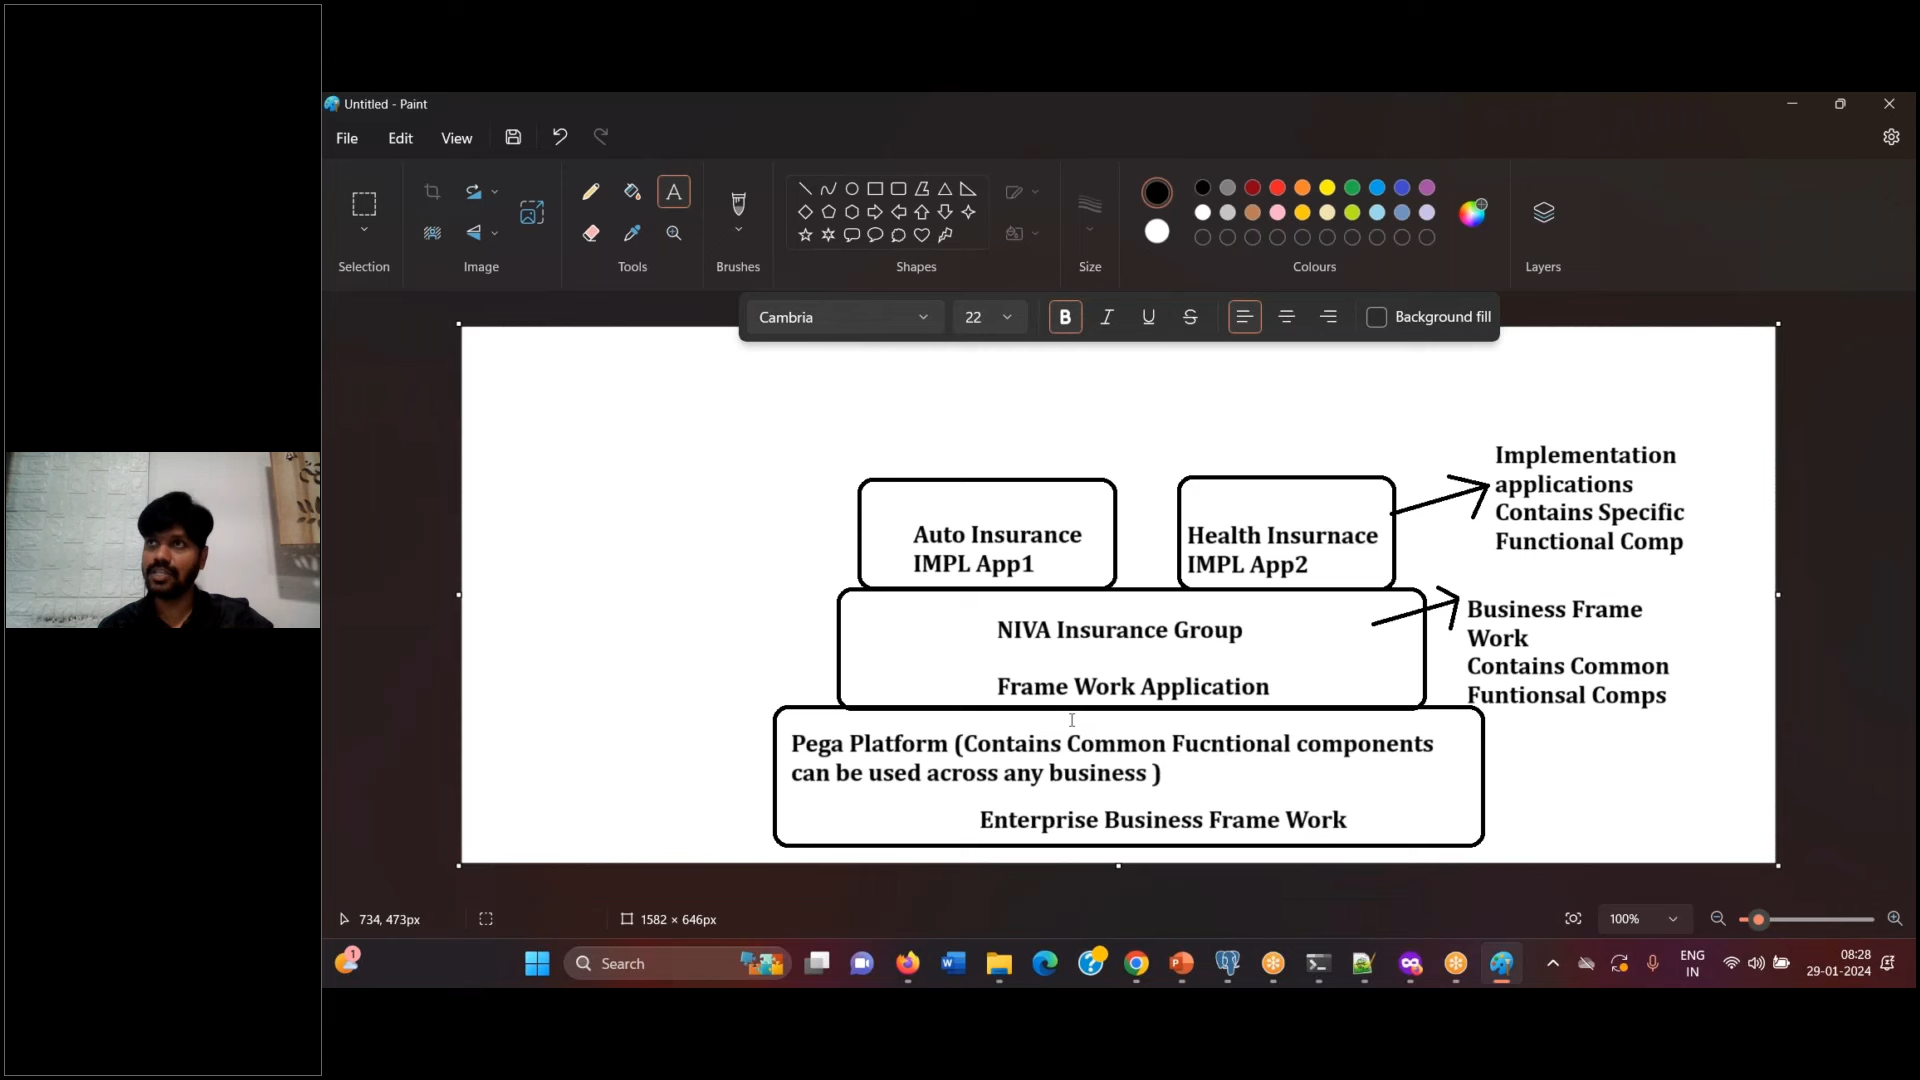 Untitled - Paint
File Edit View
Selection Image Tools Brushes Shapes Size Colours Layers
Cambria 22 B I U S Background fill
Implementation
applications
Contains Specific
Functional Comp
Auto Insurance
IMPL App1
Health Insurnace
IMPL App2
Business Frame
Work
Contains Common
Funtionsal Comps
NIVA Insurance Group
Frame Work Application
Pega Platform (Contains Common Fucntional components
can be used across any business )
Enterprise Business Frame Work
734, 473px 1582 × 646px 100%
1 Search ENG 08:28
IN 29-01-2024